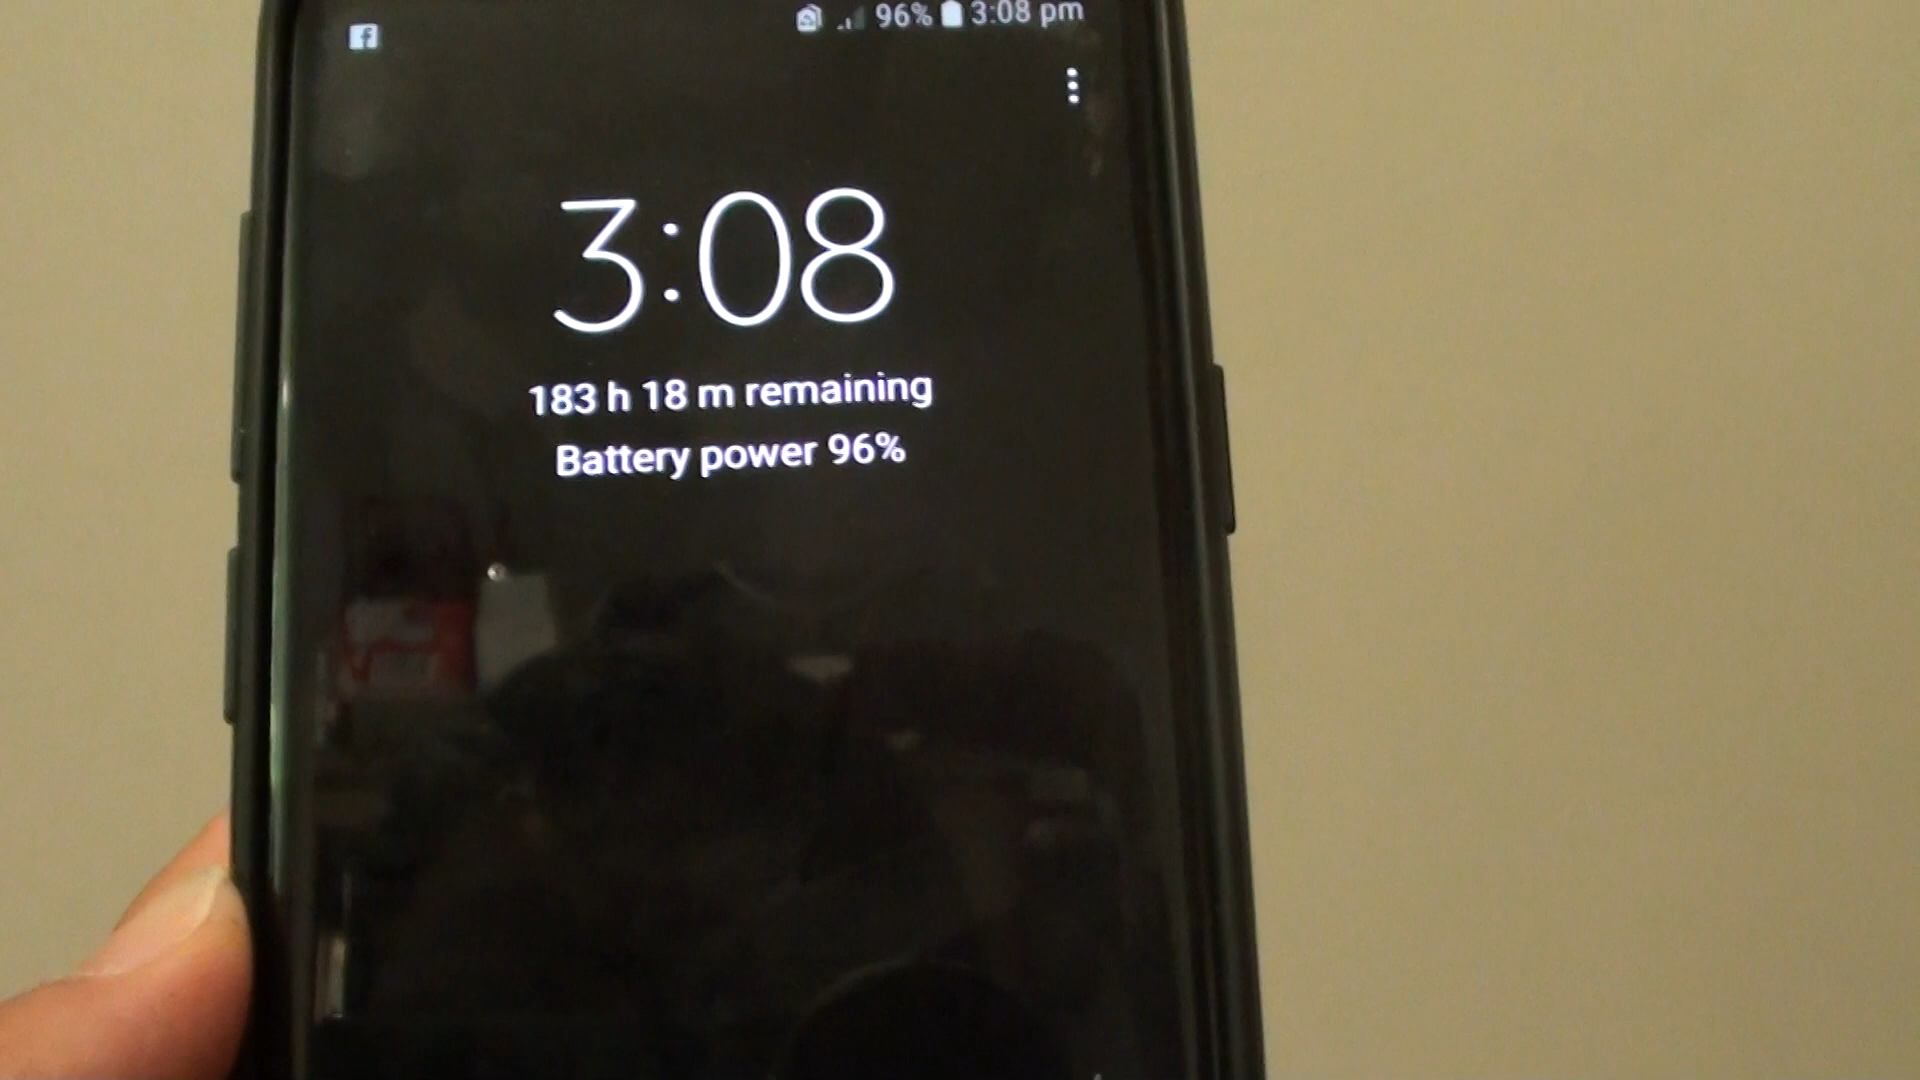 96% 3:08 pm
3:08
183 h 18 m remaining
Battery power 96%